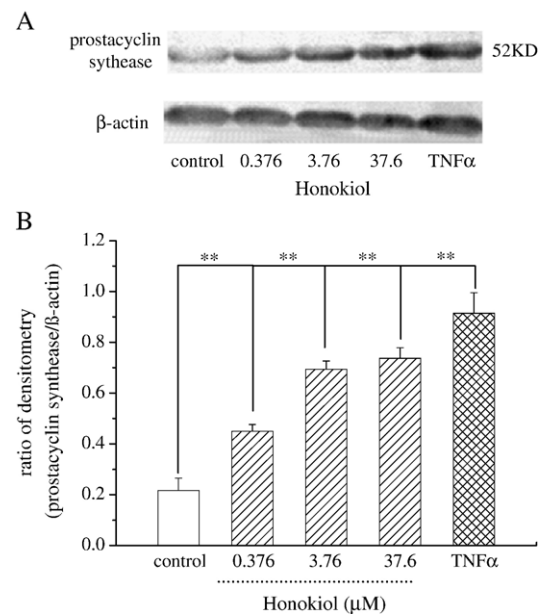 A
prostacyclin
sythease
52KD
β-actin
control 0.376 3.76 37.6 TNFα
Honokiol
B
ratio of densitometry
(prostacyclin synthease/ß-actin)
1.2
1.0
0.8
0.6
0.4
0.2
0.0
** ** ** **
control 0.376 3.76 37.6 TNFα
Honokiol (μM)